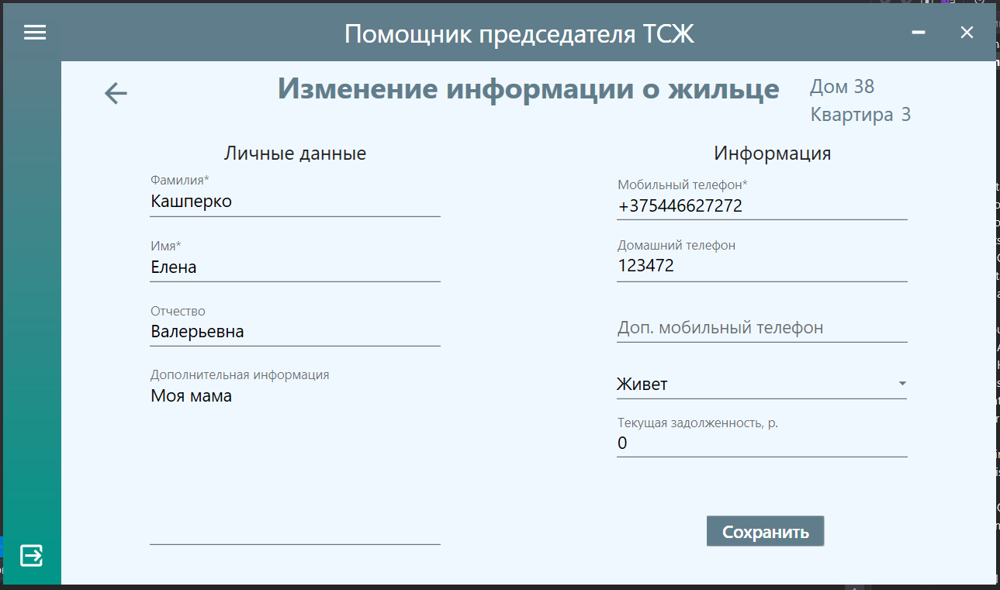 Помощник председателя ТСЖ
Изменение информации о жильце
Дом 38
Квартира 3
Личные данные
Фамилия*
Кашперко
Имя*
Елена
Отчество
Валерьевна
Дополнительная информация
Моя мама
Информация
Мобильный телефон*
+375446627272
Домашний телефон
123472
Доп. мобильный телефон
Живет
Текущая задолженность, р.
0
Сохранить